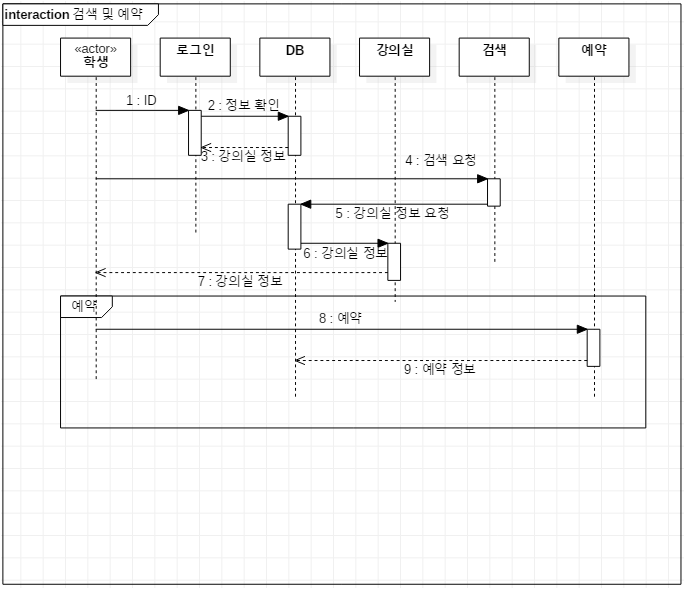 interaction 검색 및 예약
«actor»
학생
로그인
DB
강의실
검색
예약
1 : ID
2 : 정보 확인
3 : 강의실 정보
4 : 검색 요청
5 : 강의실 정보 요청
6 : 강의실 정보
7 : 강의실 정보
예약
8 : 예약
9 : 예약 정보